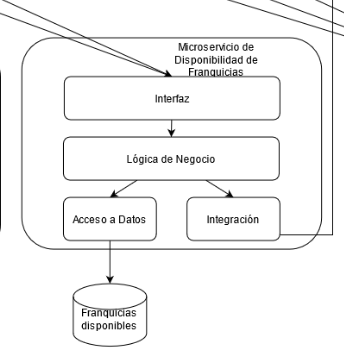 Microservicio de
Disponibilidad de
Franquicias
Interfaz
Lógica de Negocio
Acceso a Datos
Integración
Franquicias
disponibles